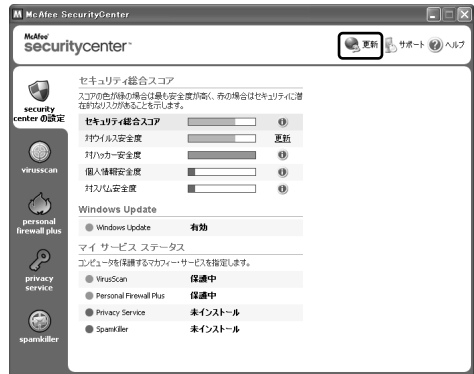 McAfee SecurityCenter
McAfee
securitycenter
更新 サポート ヘルプ
security center の設定
virusscan
personal firewall plus
privacy service
spamkiller
セキュリティ総合スコア
スコアの色が緑の場合は最も安全度が高く、赤の場合はセキュリティに潜
在的なリスクがあることを示します。
セキュリティ総合スコア
対ウイルス安全度 更新
対ハッカー安全度
個人情報安全度
対スパム安全度
Windows Update
Windows Update 有効
マイ サービス ステータス
コンピュータを保護するマカフィー・サービスを指定します。
VirusScan 保護中
Personal Firewall Plus 保護中
Privacy Service 未インストール
SpamKiller 未インストール